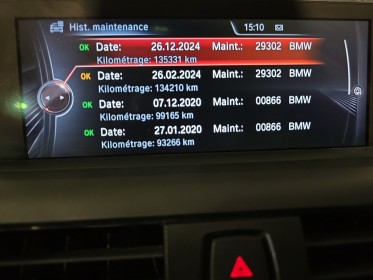 Hist. maintenance 15:10
OK Date: 26.12.2024 Maint.: 29302 BMW
Kilométrage: 135331 km
OK Date: 26.02.2024 Maint.: 29302 BMW
Kilométrage: 134210 km
OK Date: 07.12.2020 Maint.: 00866 BMW
Kilométrage: 99165 km
OK Date: 27.01.2020 Maint.: 00866 BMW
Kilométrage: 93266 km